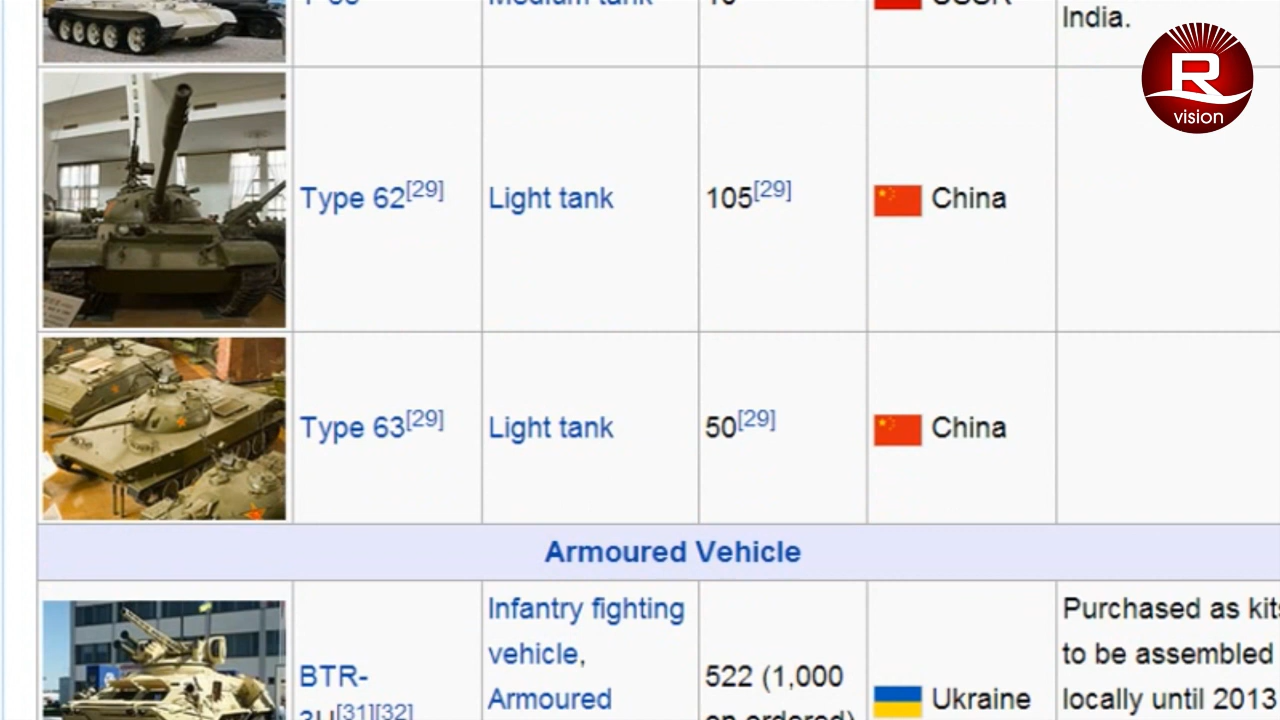 India.
R
vision
Type 62[29]
Light tank
105[29]
China
Type 63[29]
Light tank
50[29]
China
Armoured Vehicle
Infantry fighting
vehicle,
Armoured
BTR-
[31][32]
522 (1,000
Ukraine
Purchased as
to be assembled
locally until 2013